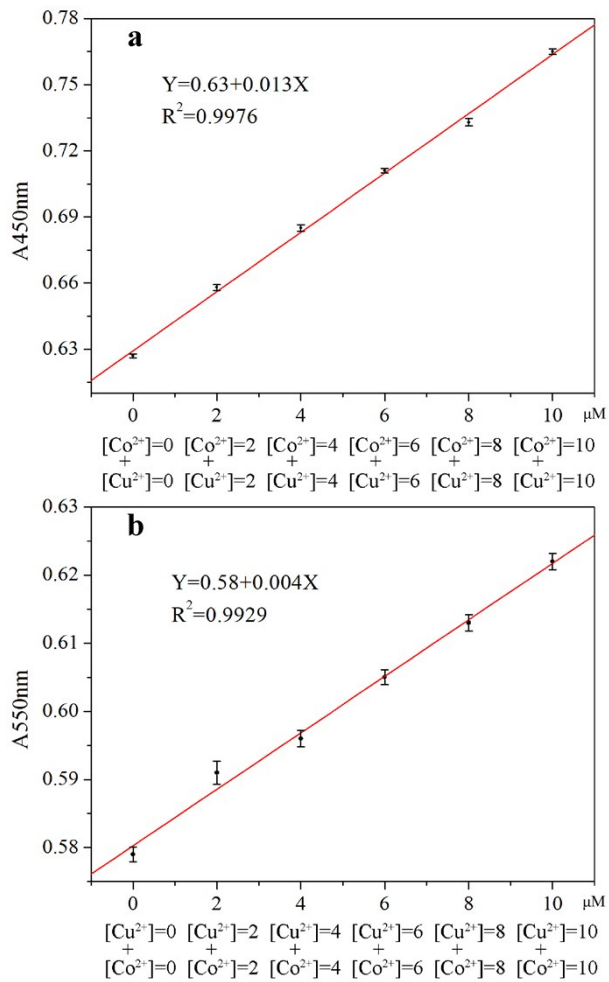 a
Y=0.63+0.013X
R²=0.9976
A450nm
0.78
0.75
0.72
0.69
0.66
0.63
0 2 4 6 8 10 μM
[Co²⁺]=0 [Co²⁺]=2 [Co²⁺]=4 [Co²⁺]=6 [Co²⁺]=8 [Co²⁺]=10
+ + + + + +
[Cu²⁺]=0 [Cu²⁺]=2 [Cu²⁺]=4 [Cu²⁺]=6 [Cu²⁺]=8 [Cu²⁺]=10
b
Y=0.58+0.004X
R²=0.9929
A550nm
0.63
0.62
0.61
0.60
0.59
0.58
0 2 4 6 8 10 μM
[Cu²⁺]=0 [Cu²⁺]=2 [Cu²⁺]=4 [Cu²⁺]=6 [Cu²⁺]=8 [Cu²⁺]=10
+ + + + + +
[Co²⁺]=0 [Co²⁺]=2 [Co²⁺]=4 [Co²⁺]=6 [Co²⁺]=8 [Co²⁺]=10